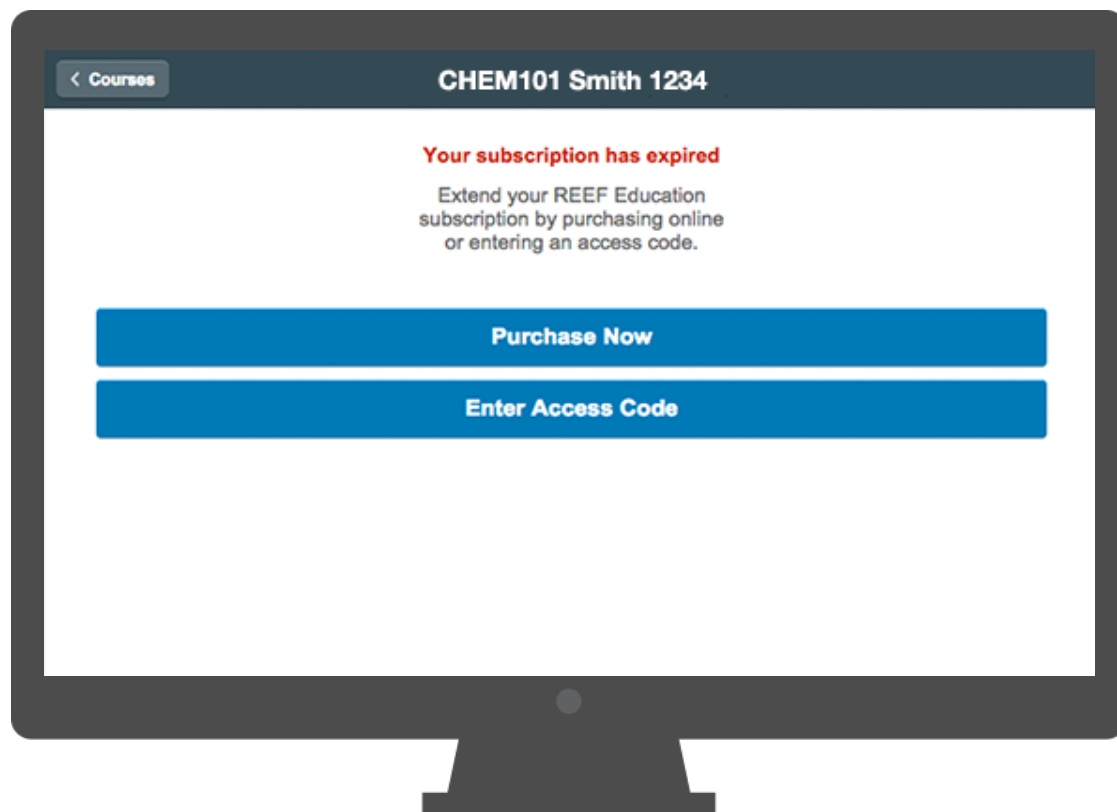 < Courses
CHEM101 Smith 1234
Your subscription has expired
Extend your REEF Education
subscription by purchasing online
or entering an access code.
Purchase Now
Enter Access Code